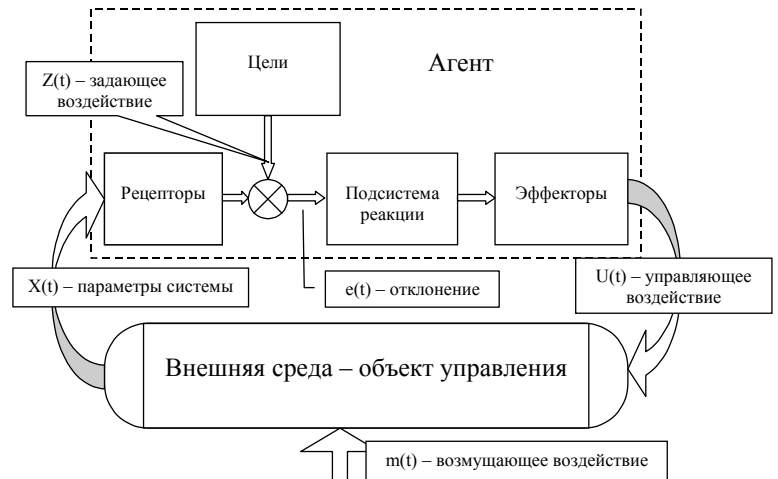 Цели
Агент
Z(t) – задающее
воздействие
Рецепторы
Подсистема
реакции
Эффекторы
X(t) – параметры системы
e(t) – отклонение
U(t) – управляющее
воздействие
Внешняя среда – объект управления
m(t) – возмущающее воздействие